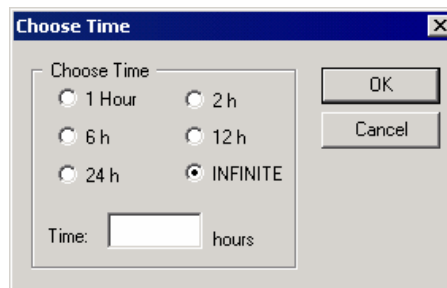 Choose Time
Choose Time
1 Hour 2 h
OK
6 h 12 h
Cancel
24 h INFINITE
Time: hours